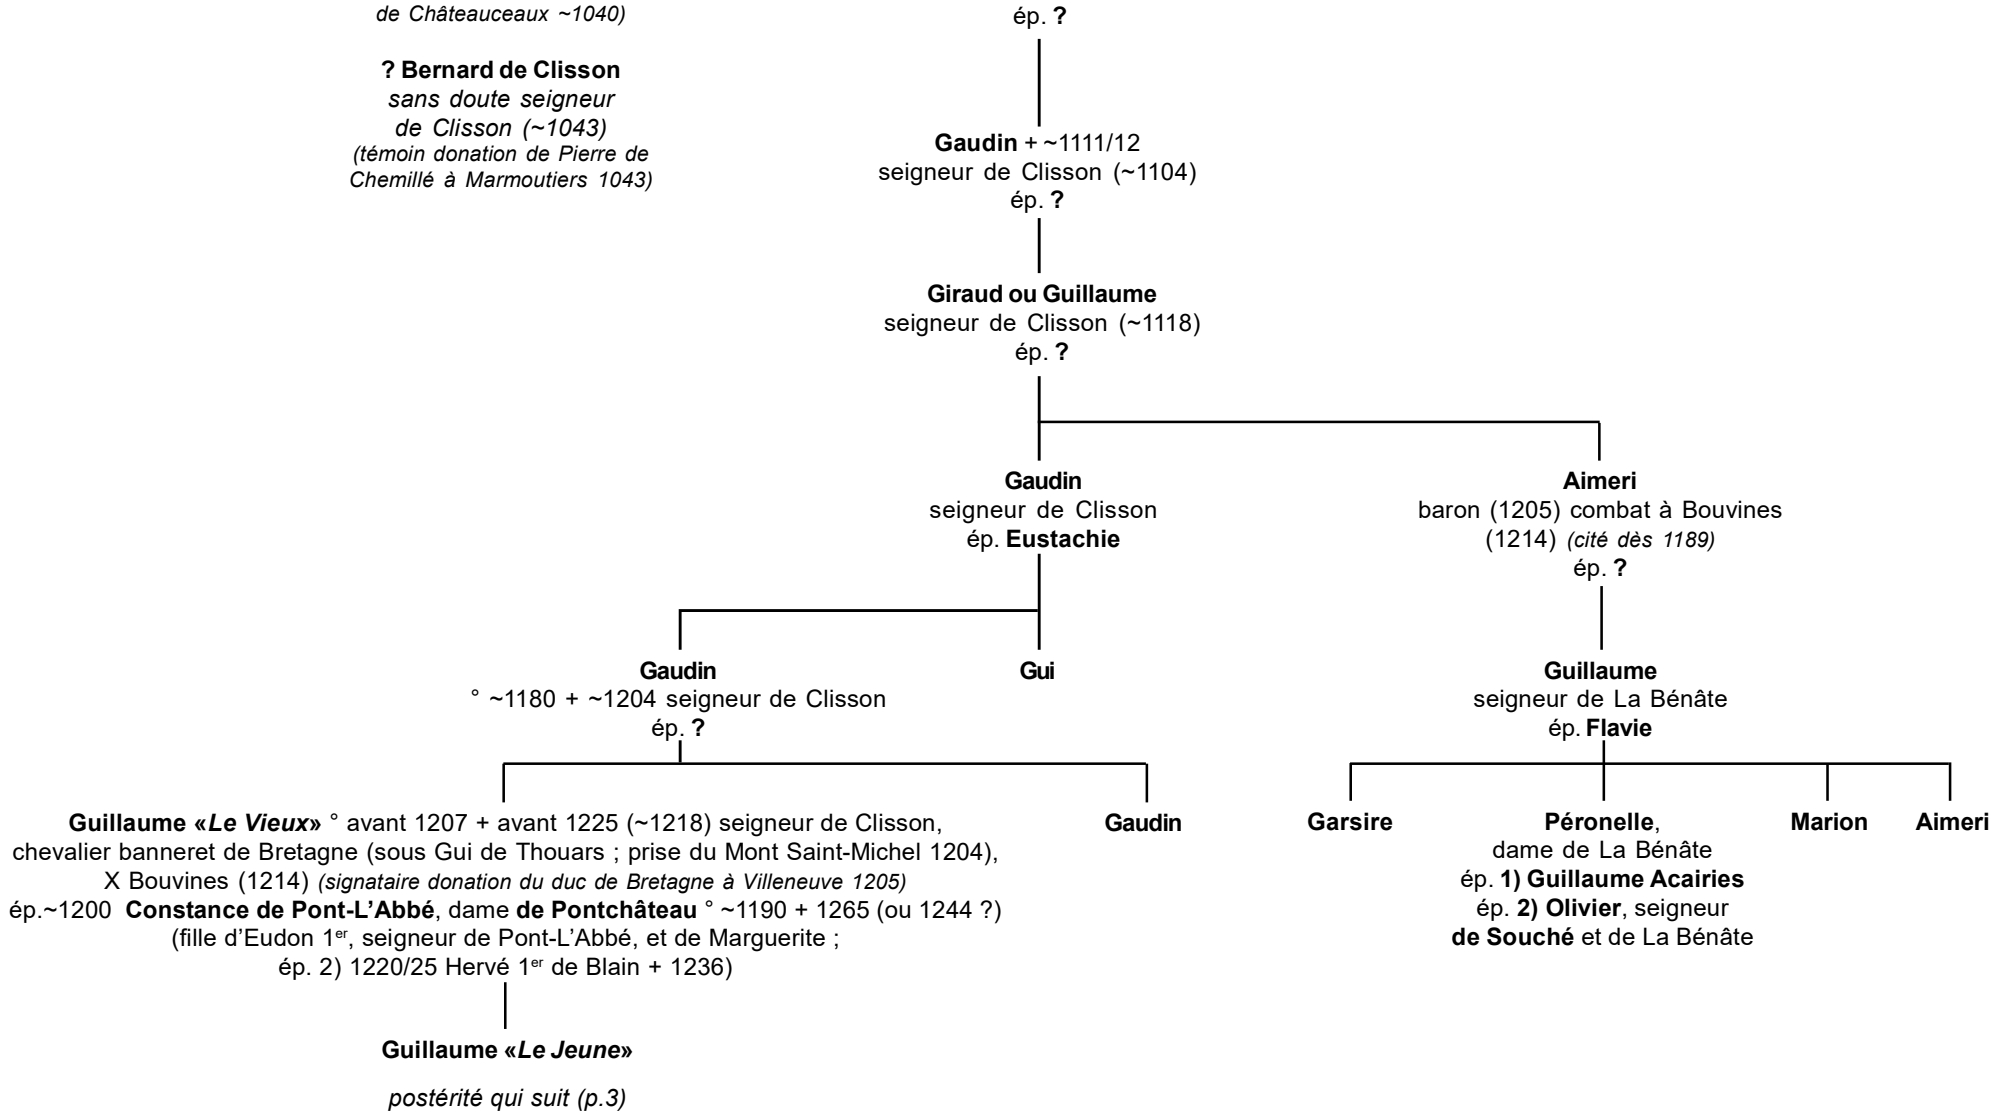 de Châteauceaux ~1040)
ép. ?
? Bernard de Clisson
sans doute seigneur
de Clisson (~1043)
(témoin donation de Pierre de
Chemillé à Marmoutiers 1043)
Gaudin + ~1111/12
seigneur de Clisson (~1104)
ép. ?
Giraud ou Guillaume
seigneur de Clisson (~1118)
ép. ?
Gaudin
seigneur de Clisson
ép. Eustachie
Aimeri
baron (1205) combat à Bouvines
(1214) (cité dès 1189)
ép. ?
Gaudin
° ~1180 + ~1204 seigneur de Clisson
ép. ?
Gui
Guillaume
seigneur de La Bénâte
ép. Flavie
Guillaume «Le Vieux» ° avant 1207 + avant 1225 (~1218) seigneur de Clisson,
chevalier banneret de Bretagne (sous Gui de Thouars ; prise du Mont Saint-Michel 1204),
X Bouvines (1214) (signataire donation du duc de Bretagne à Villeneuve 1205)
ép.~1200 Constance de Pont-L'Abbé, dame de Pontchâteau ° ~1190 + 1265 (ou 1244 ?)
(fille d'Eudon 1er, seigneur de Pont-L'Abbé, et de Marguerite ;
ép. 2) 1220/25 Hervé 1er de Blain + 1236)
Gaudin
Garsire
Péronelle,
dame de La Bénâte
ép. 1) Guillaume Acairies
ép. 2) Olivier, seigneur
de Souché et de La Bénâte
Marion
Aimeri
Guillaume «Le Jeune»
postérité qui suit (p.3)